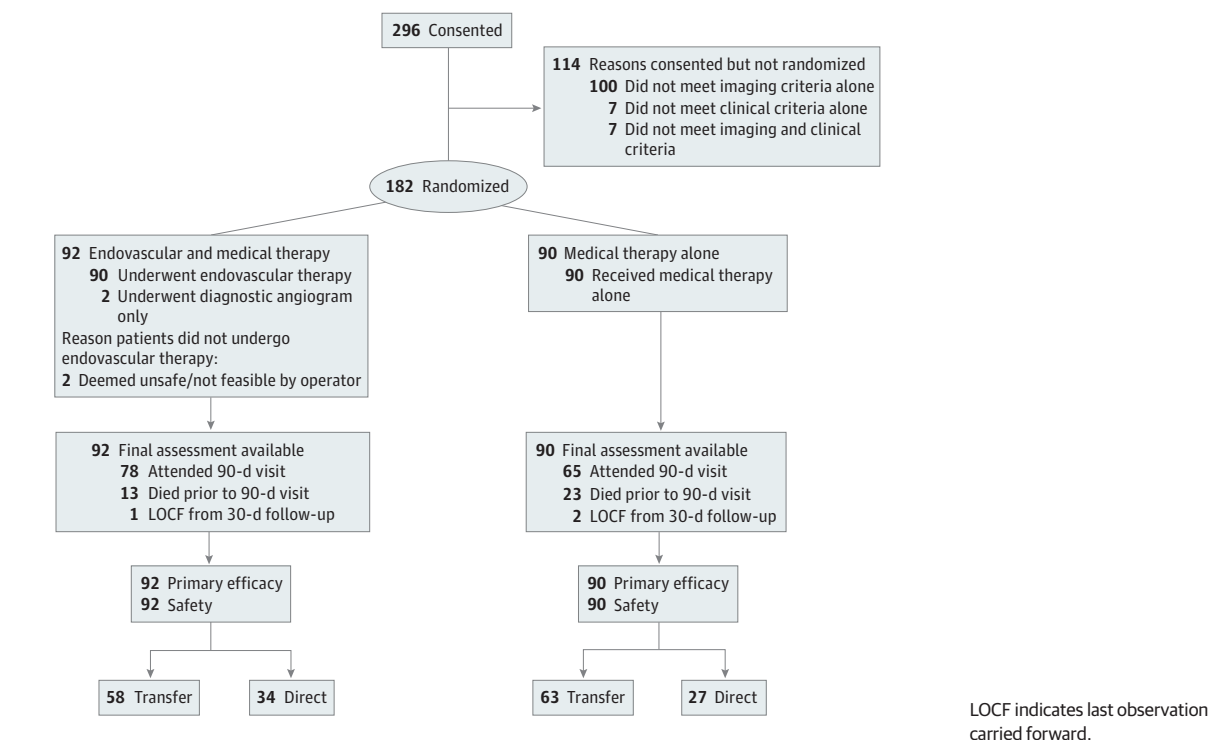 296 Consented
114 Reasons consented but not randomized
100 Did not meet imaging criteria alone
7 Did not meet clinical criteria alone
7 Did not meet imaging and clinical
criteria
182 Randomized
92 Endovascular and medical therapy
90 Underwent endovascular therapy
2 Underwent diagnostic angiogram
only
Reason patients did not undergo
endovascular therapy:
2 Deemed unsafe/not feasible by operator
90 Medical therapy alone
90 Received medical therapy
alone
92 Final assessment available
78 Attended 90-d visit
13 Died prior to 90-d visit
1 LOCF from 30-d follow-up
90 Final assessment available
65 Attended 90-d visit
23 Died prior to 90-d visit
2 LOCF from 30-d follow-up
92 Primary efficacy
92 Safety
90 Primary efficacy
90 Safety
58 Transfer
34 Direct
63 Transfer
27 Direct
LOCF indicates last observation
carried forward.